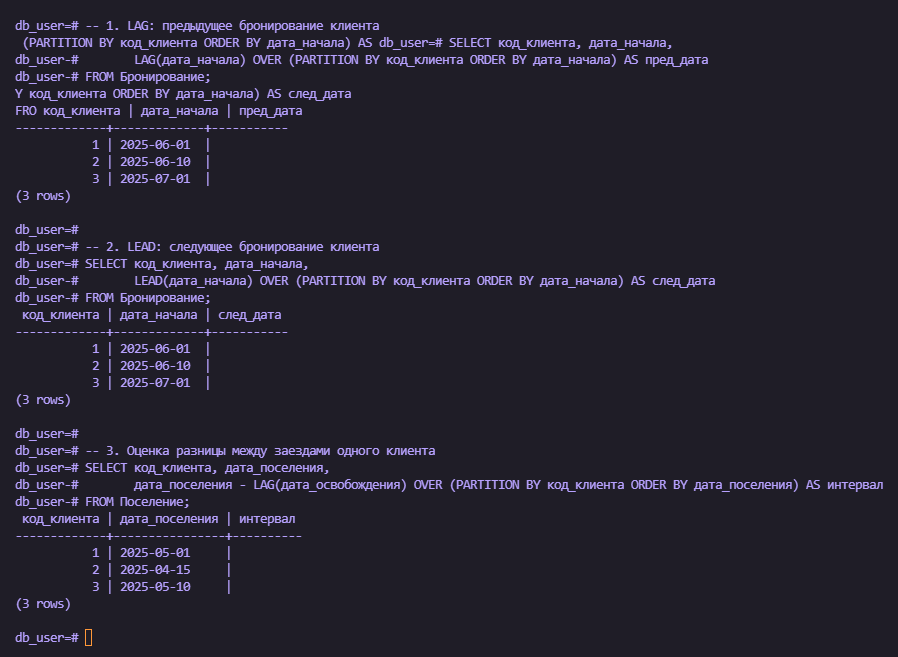 db_user=# -- 1. LAG: предыдущее бронирование клиента
 (PARTITION BY код_клиента ORDER BY дата_начала) AS db_user=# SELECT код_клиента, дата_начала,
db_user-#        LAG(дата_начала) OVER (PARTITION BY код_клиента ORDER BY дата_начала) AS пред_дата
db_user-# FROM Бронирование;
Y код_клиента ORDER BY дата_начала) AS след_дата
FRO код_клиента | дата_начала | пред_дата
-------------+-------------+-----------
           1 | 2025-06-01  |
           2 | 2025-06-10  |
           3 | 2025-07-01  |
(3 rows)

db_user=#
db_user=# -- 2. LEAD: следующее бронирование клиента
db_user=# SELECT код_клиента, дата_начала,
db_user-#        LEAD(дата_начала) OVER (PARTITION BY код_клиента ORDER BY дата_начала) AS след_дата
db_user-# FROM Бронирование;
 код_клиента | дата_начала | след_дата
-------------+-------------+-----------
           1 | 2025-06-01  |
           2 | 2025-06-10  |
           3 | 2025-07-01  |
(3 rows)

db_user=#
db_user=# -- 3. Оценка разницы между заездами одного клиента
db_user=# SELECT код_клиента, дата_поселения,
db_user-#        дата_поселения - LAG(дата_освобождения) OVER (PARTITION BY код_клиента ORDER BY дата_поселения) AS интервал
db_user-# FROM Поселение;
 код_клиента | дата_поселения | интервал
-------------+----------------+----------
           1 | 2025-05-01     |
           2 | 2025-04-15     |
           3 | 2025-05-10     |
(3 rows)

db_user=#